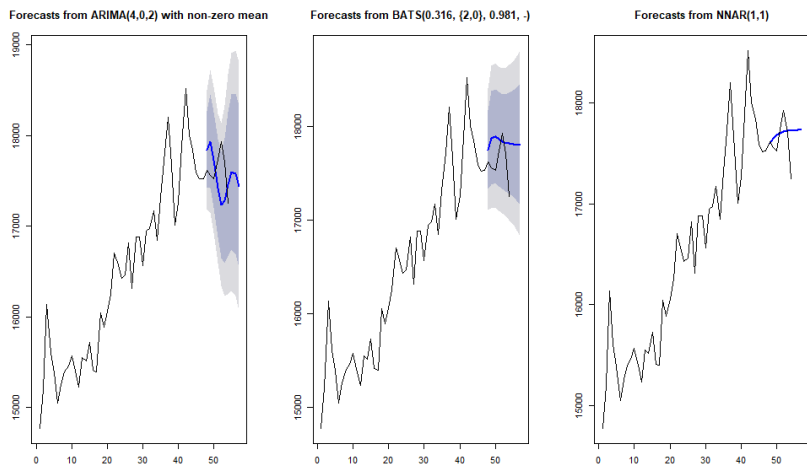 Forecasts from ARIMA(4,0,2) with non-zero mean
19000
18000
17000
16000
15000
0 10 20 30 40 50
Forecasts from BATS(0.316, {2,0}, 0.981, -)
18000
17000
16000
15000
0 10 20 30 40 50
Forecasts from NNAR(1,1)
18000
17000
16000
15000
0 10 20 30 40 50